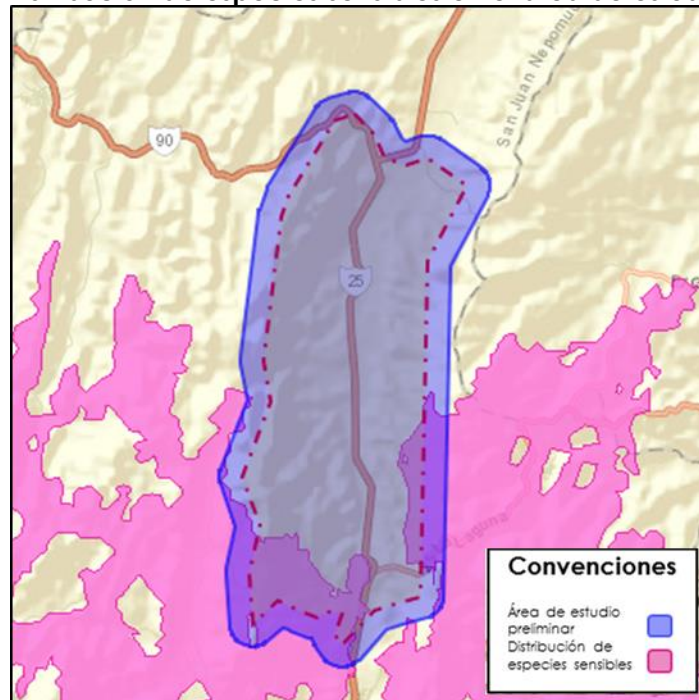 90
San Juan Nepomu
25
Laguna
Convenciones
Área de estudio
preliminar
Distribución de
especies sensibles